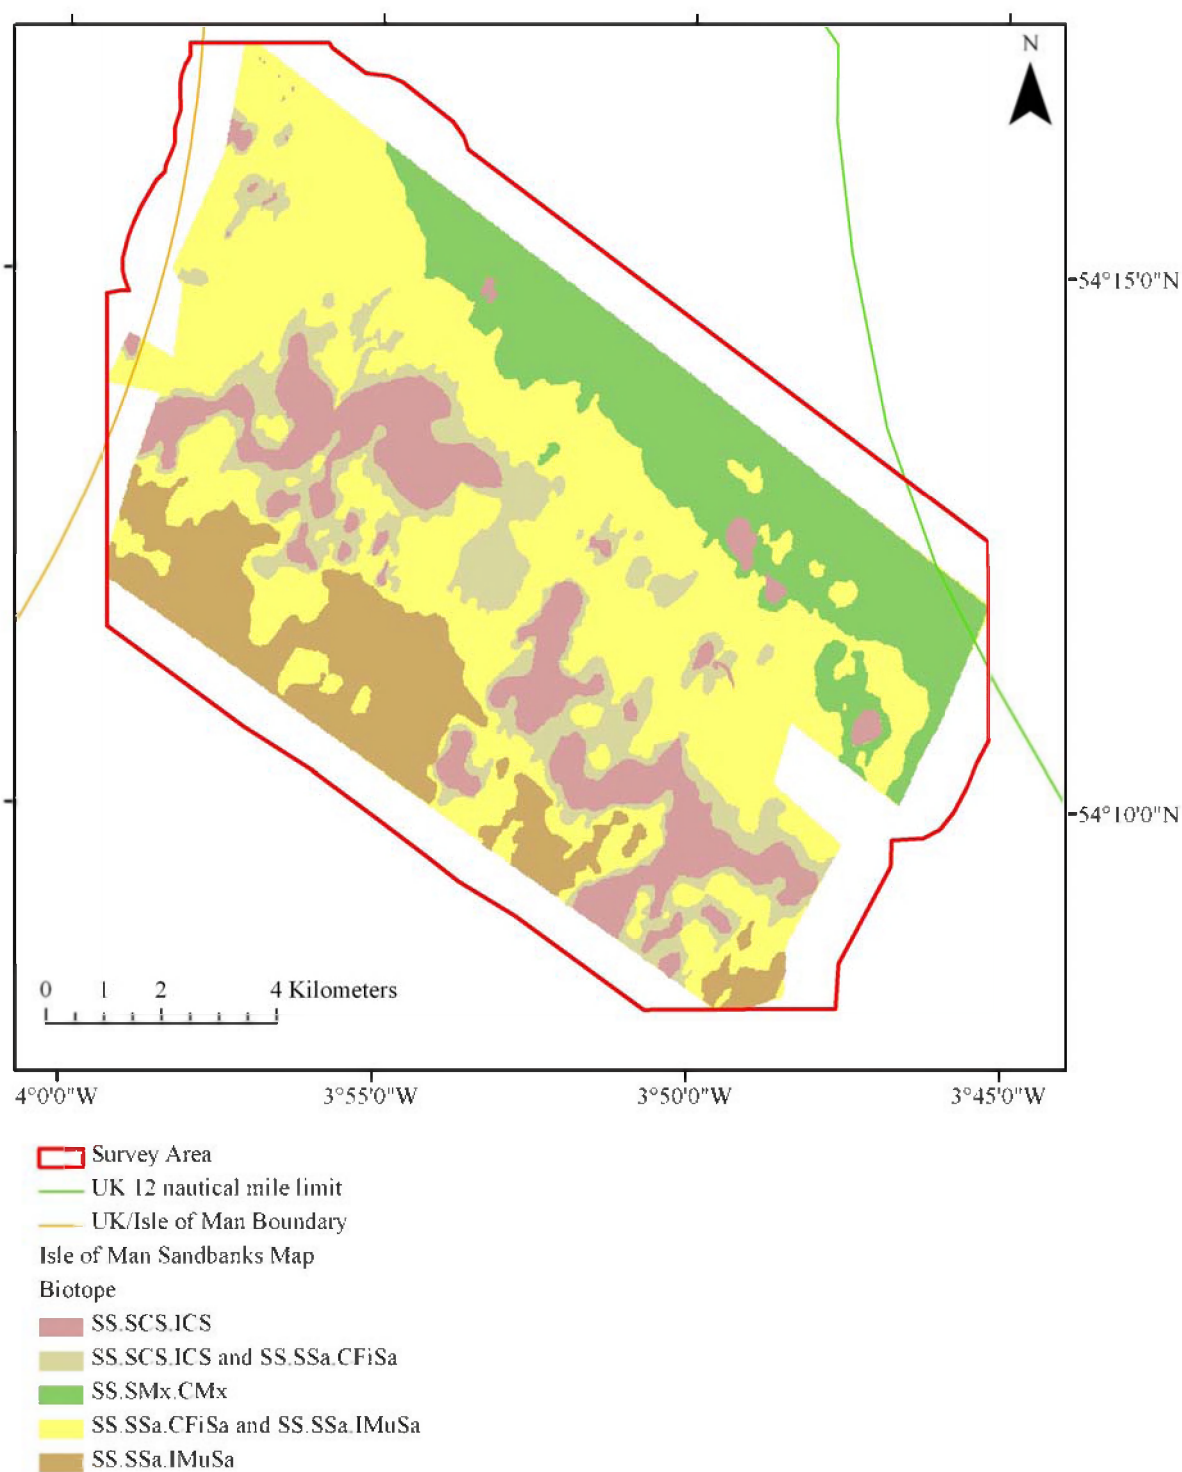 N
54°15'0"N
54°10'0"N
0 1 2 4 Kilometers
4°0'0"W 3°55'0"W 3°50'0"W 3°45'0"W
Survey Area
UK 12 nautical mile limit
UK/Isle of Man Boundary
Isle of Man Sandbanks Map
Biotope
SS.SCS.ICS
SS.SCS.ICS and SS.SSa.CFiSa
SS.SMx.CMx
SS.SSa.CFiSa and SS.SSa.IMuSa
SS.SSa.IMuSa